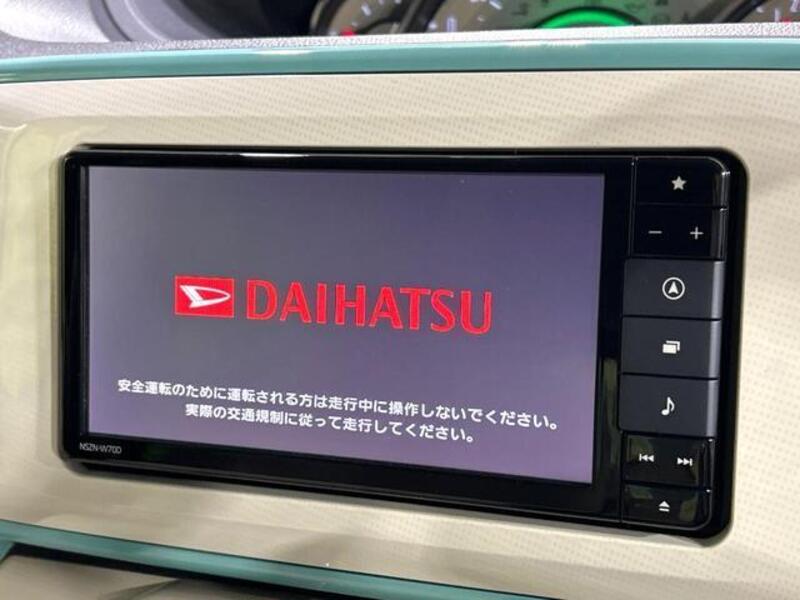 DAIHATSU
安全運転のために運転される方は走行中に操作しないでください。
実際の交通規制に従って走行してください。
NSZN-W70D